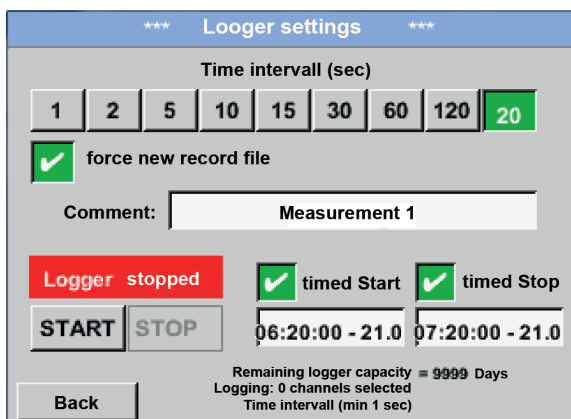 *** Looger settings ***
Time intervall (sec)
1 2 5 10 15 30 60 120 20
force new record file
Comment: Measurement 1
Logger stopped
timed Start timed Stop
START STOP 06:20:00 - 21.0 07:20:00 - 21.0
Remaining logger capacity = 9999 Days
Logging: 0 channels selected
Back Time intervall (min 1 sec)